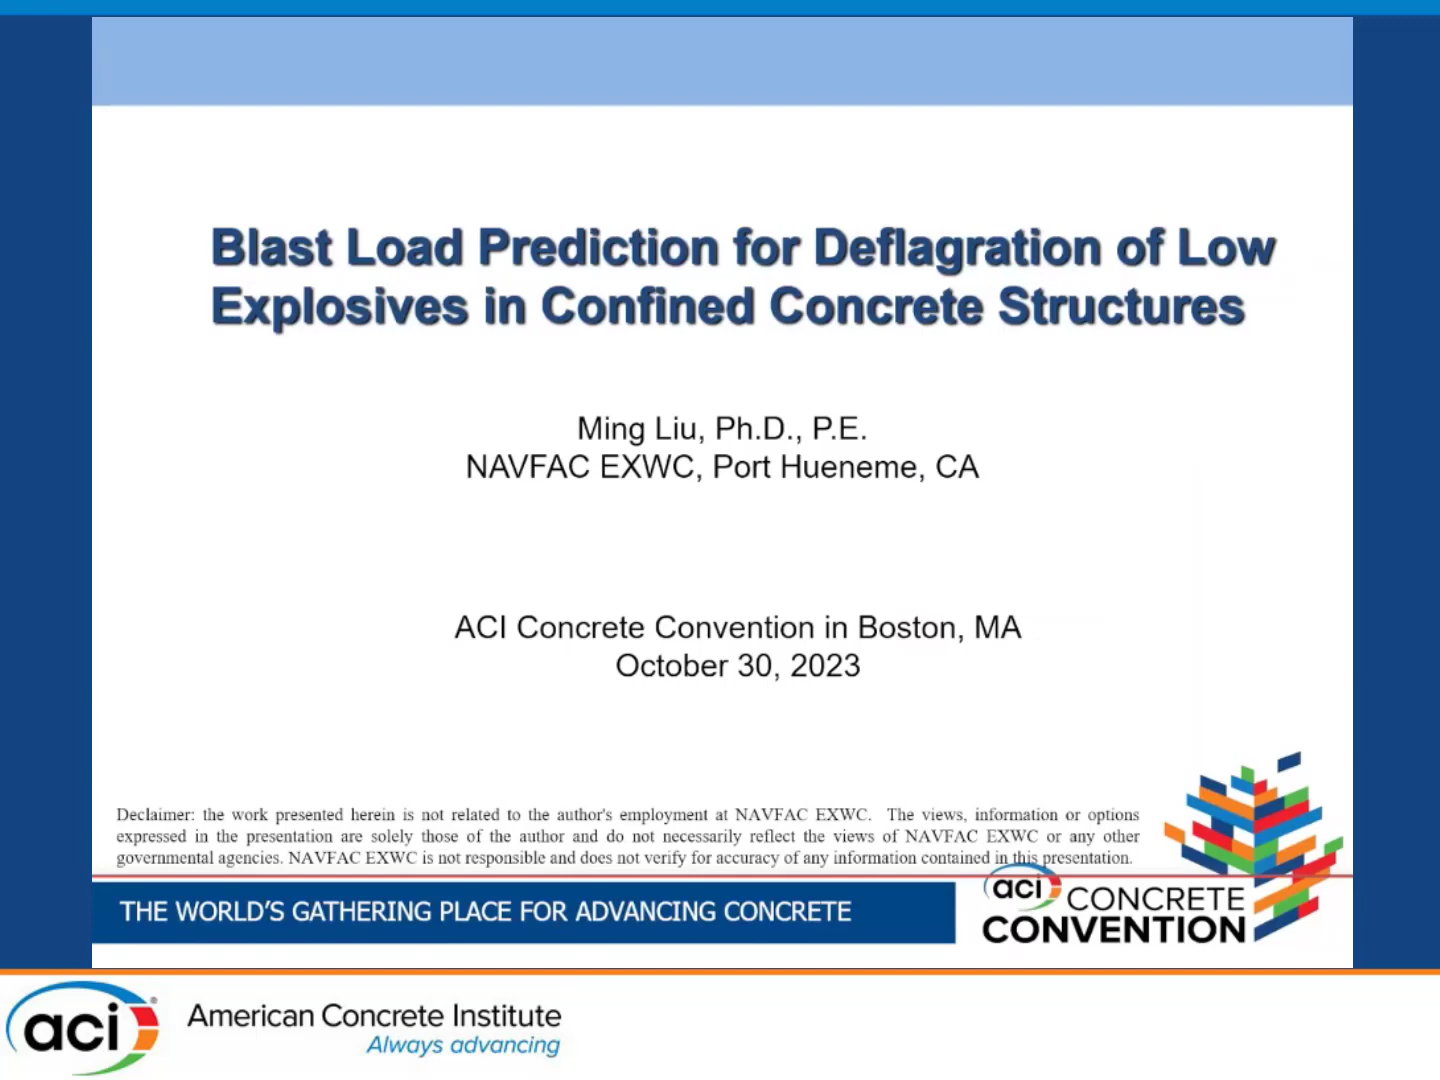 Blast Load Prediction for Deflagration of Low
Explosives in Confined Concrete Structures
Ming Liu, Ph.D., P.E.
NAVFAC EXWC, Port Hueneme, CA
ACI Concrete Convention in Boston, MA
October 30, 2023
Declaimer: the work presented herein is not related to the author's employment at NAVFAC EXWC. The views, information or options
expressed in the presentation are solely those of the author and do not necessarily reflect the views of NAVFAC EXWC or any other
governmental agencies. NAVFAC EXWC is not responsible and does not verify for accuracy of any information contained in this presentation.
THE WORLD'S GATHERING PLACE FOR ADVANCING CONCRETE
aci CONCRETE
CONVENTION
aci
American Concrete Institute
Always advancing